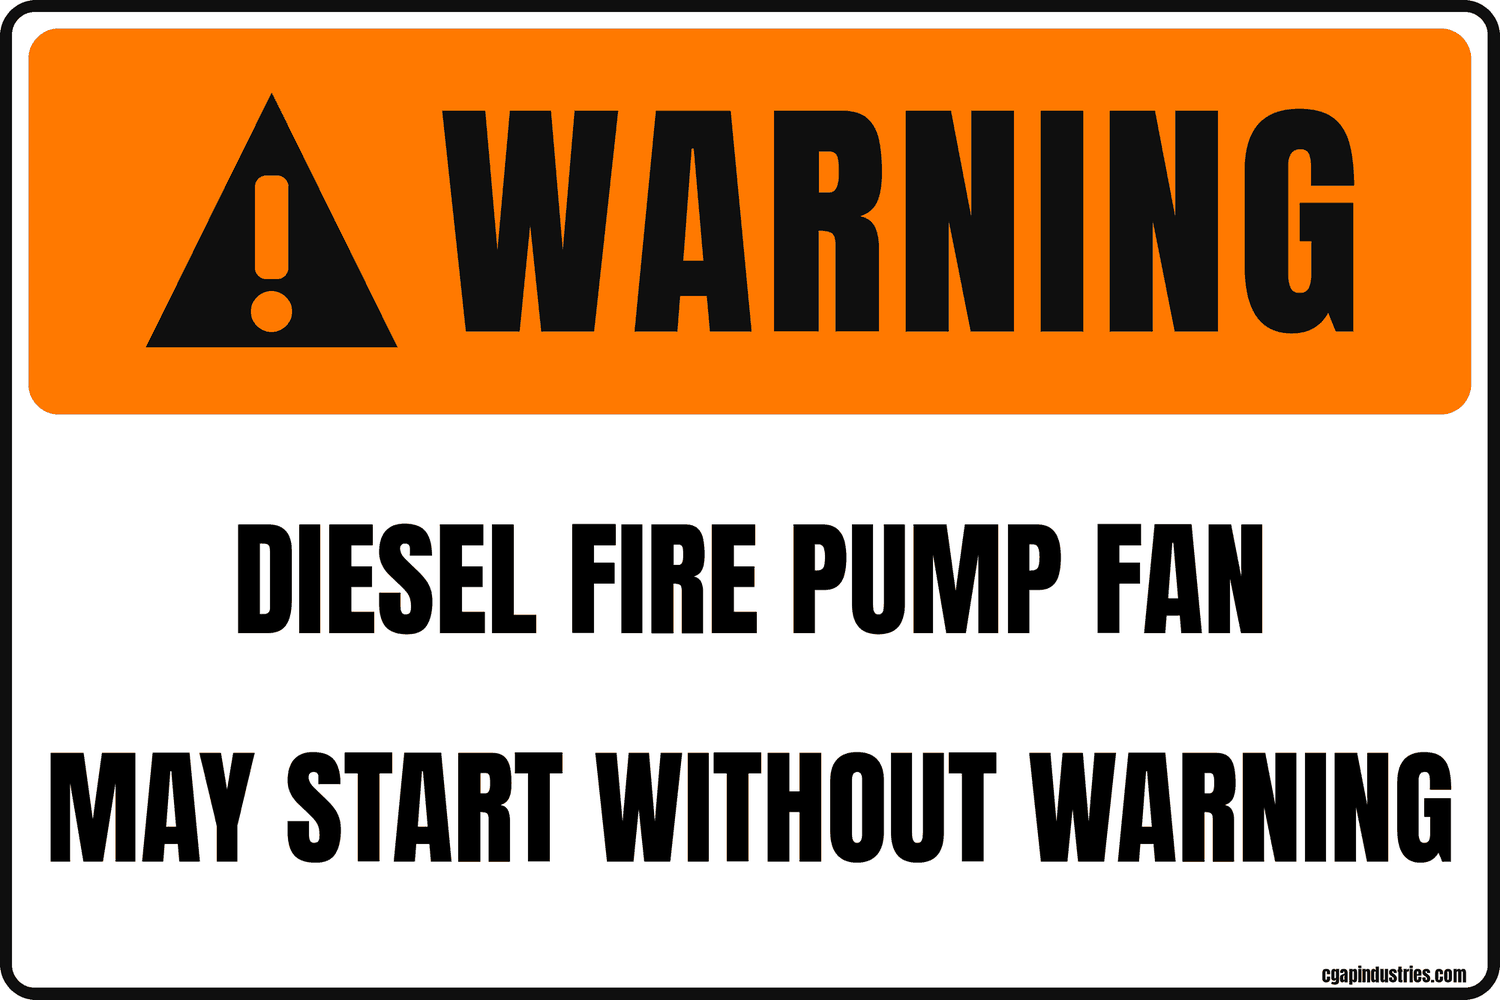 WARNING
DIESEL FIRE PUMP FAN
MAY START WITHOUT WARNING
cgapindustries.com